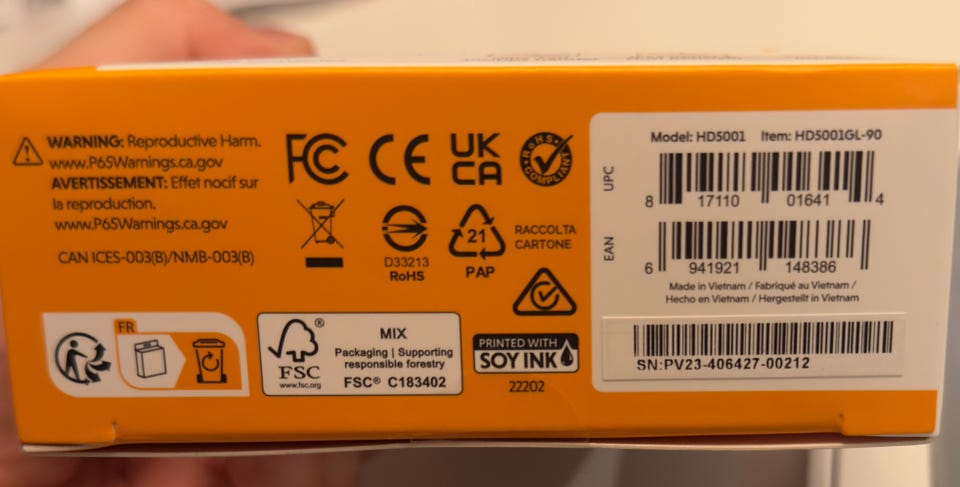 WARNING: Reproductive Harm.
www.P65Warnings.ca.gov
AVERTISSEMENT: Effet nocif sur
la reproduction.
www.P65Warnings.ca.gov
CAN ICES-003(B)/NMB-003(B)
FC
CE
UK
CA
RoHS
COMPLIANT
D33213
RoHS
21
PAP
RACCOLTA
CARTONE
FR
FSC®
www.fsc.org
MIX
Packaging | Supporting
responsible forestry
FSC® C183402
PRINTED WITH
SOY INK
22202
Model: HD5001 Item: HD5001GL-90
UPC
8 17110 01641 4
EAN
6 941921 148386
Made in Vietnam / Fabriqué au Vietnam /
Hecho en Vietnam / Hergestellt in Vietnam
SN:PV23-406427-00212